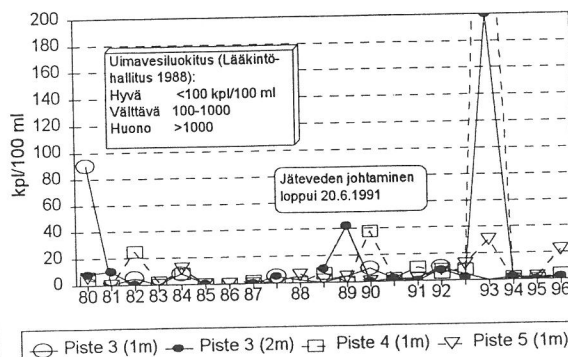 200
180
160
140
120
100
80
60
40
20
0
kpl/100 ml
Uimavesiluokitus (Lääkintö-
hallitus 1988):
Hyvä <100 kpl/100 ml
Välttävä 100-1000
Huono >1000
Jäteveden johtaminen
loppui 20.6.1991
80 81 82 83 84 85 86 87 88 89 90 91 92 93 94 95 96
Piste 3 (1m) Piste 3 (2m) Piste 4 (1m) Piste 5 (1m)